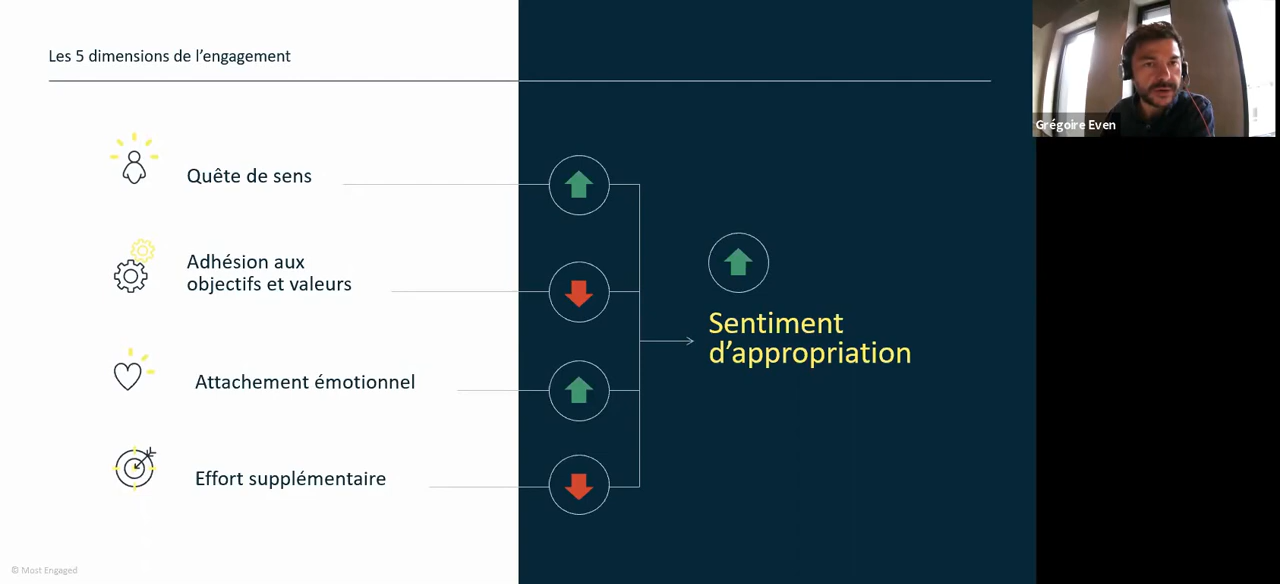 Les 5 dimensions de l’engagement
Grégoire Even
Quête de sens
Adhésion aux
objectifs et valeurs
Sentiment
d’appropriation
Attachement émotionnel
Effort supplémentaire
© Most Engaged